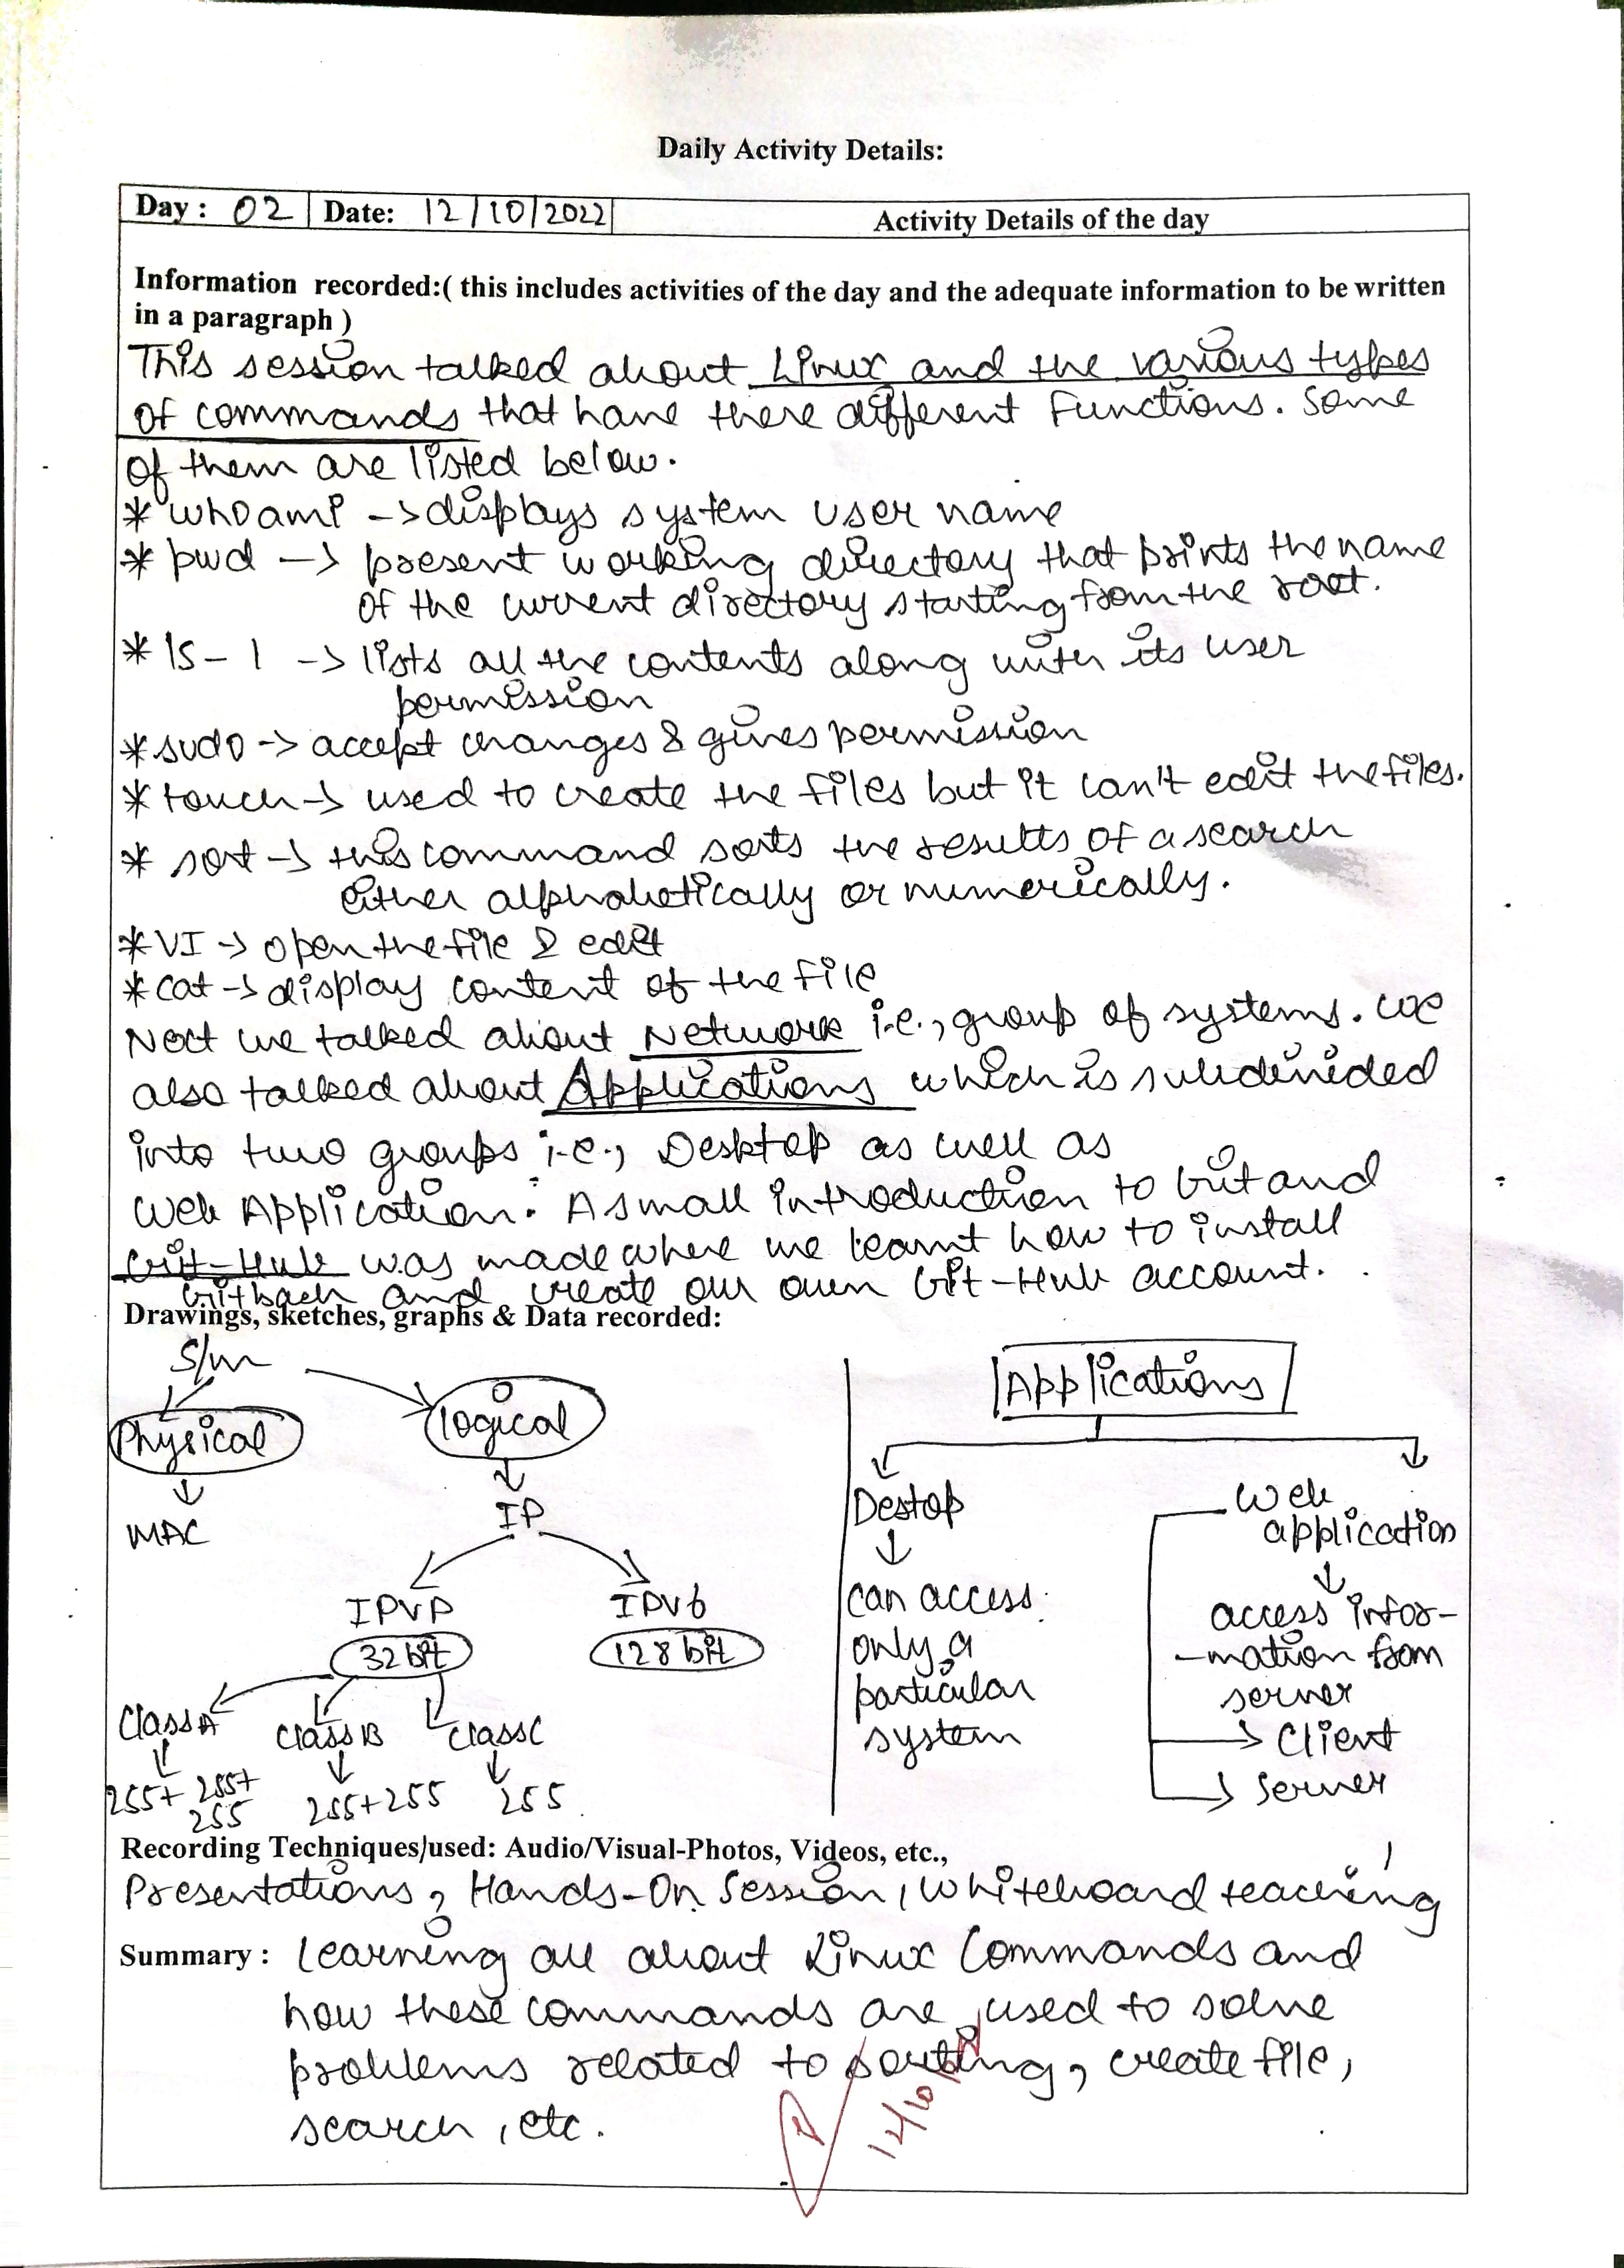 Daily Activity Details:
Day : 02 Date: 12/10/2022 Activity Details of the day
Information recorded:( this includes activities of the day and the adequate information to be written
in a paragraph )
This session talked about Linux and the various types
of commands that have there different Functions. Some
of them are listed below.
* whoami -> displays system user name
* pwd -> present working directory that prints the name
of the current directory starting from the root.
* ls - l -> lists all the contents along with its user
permission
* sudo -> accept changes & gives permission
* touch -> used to create the files but it can't edit the files.
* sort -> this command sorts the results of a search
either alphabetically or numerically.
* VI -> open the file & edit
* cat -> display content of the file
Next we talked about Network i.e., group of systems. We
also talked about Applications which is subdivided
into two groups i.e., Desktop as well as
Web Application. A small introduction to Git and
Git-Hub was made where we learnt how to install
Gitbash and create our own Git-Hub account.
Drawings, sketches, graphs & Data recorded:
S/m
Physical
logical
MAC
IP
IPVP
IPV6
32 bit
128 bit
Class A
Class B
Class C
255+ 255+
255
255+255
255
Applications
Destop
Web
application
can access
only a
particular
system
access infor-
-mation from
server
-> Client
-> Server
Recording Techniques/used: Audio/Visual-Photos, Videos, etc.,
Presentations, Hands-On Session, Whiteboard teaching
Summary : Learning all about Linux Commands and
how these commands are used to solve
problems related to sorting, create file,
search, etc.